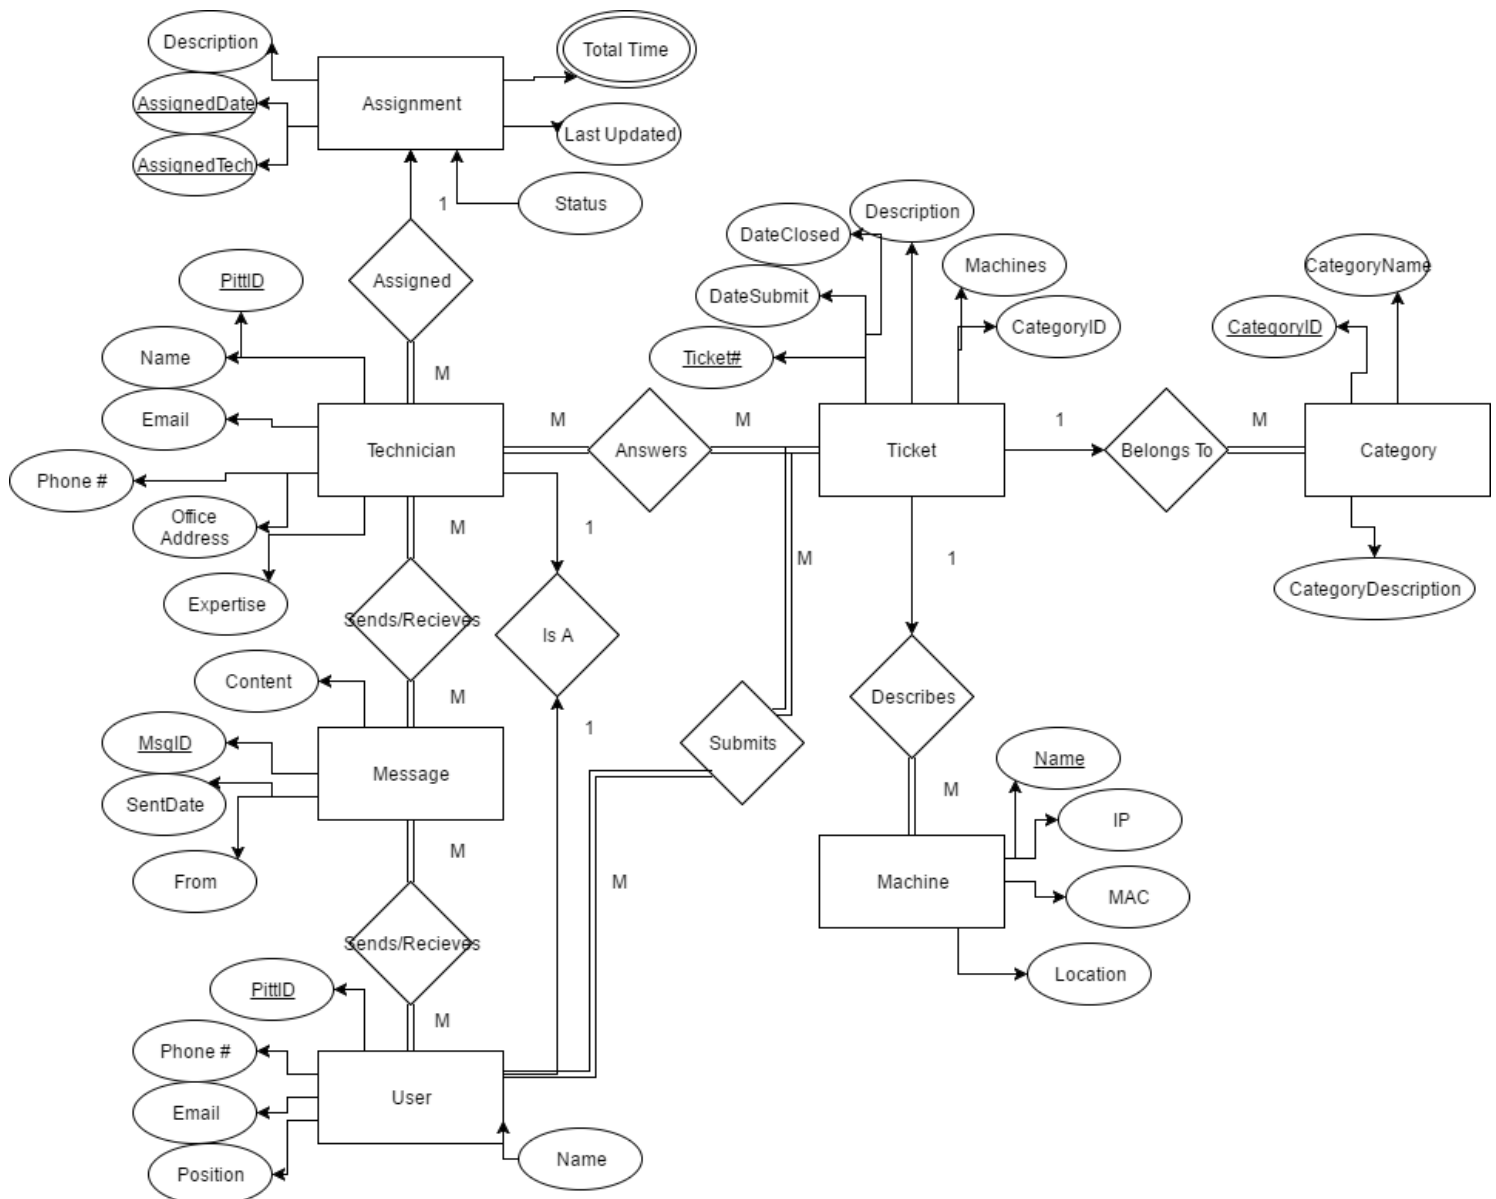 Description
Total Time
AssignedDate
Assignment
Last Updated
AssignedTech
Status
1
Description
DateClosed
Machines
CategoryName
PittID
Assigned
DateSubmit
CategoryID
CategoryID
Name
Ticket#
M
Email
M
M
1
M
Technician
Answers
Ticket
Belongs To
Category
Phone #
Office
Address
M
1
M
1
CategoryDescription
Expertise
Sends/Recieves
Is A
Content
M
Describes
1
MsgID
Submits
Name
Message
SentDate
M
IP
M
From
M
Machine
MAC
Sends/Recieves
Location
PittID
M
Phone #
User
Email
Name
Position